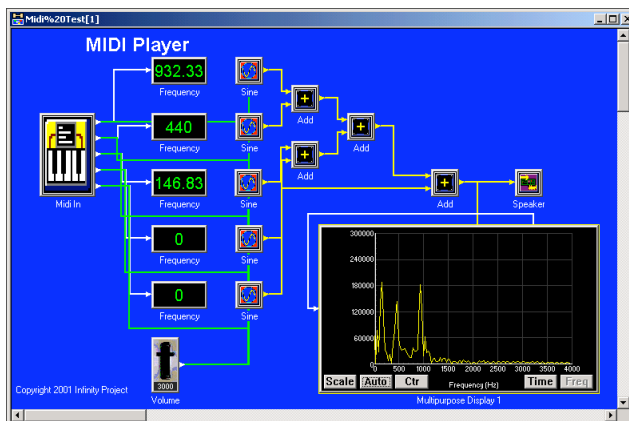 Midi%20Test[1]
MIDI Player
932.33
Frequency
Sine
Add
440
Frequency
Sine
Add
Add
Midi In
146.83
Frequency
Sine
Add
Speaker
0
Frequency
Sine
0
Frequency
Sine
300000
240000
180000
120000
60000
0
0 500 1000 1500 2000 2500 3000 3500 4000
Scale Auto Ctr Frequency (Hz) Time Freq
Multipurpose Display 1
3000
Volume
Copyright 2001 Infinity Project